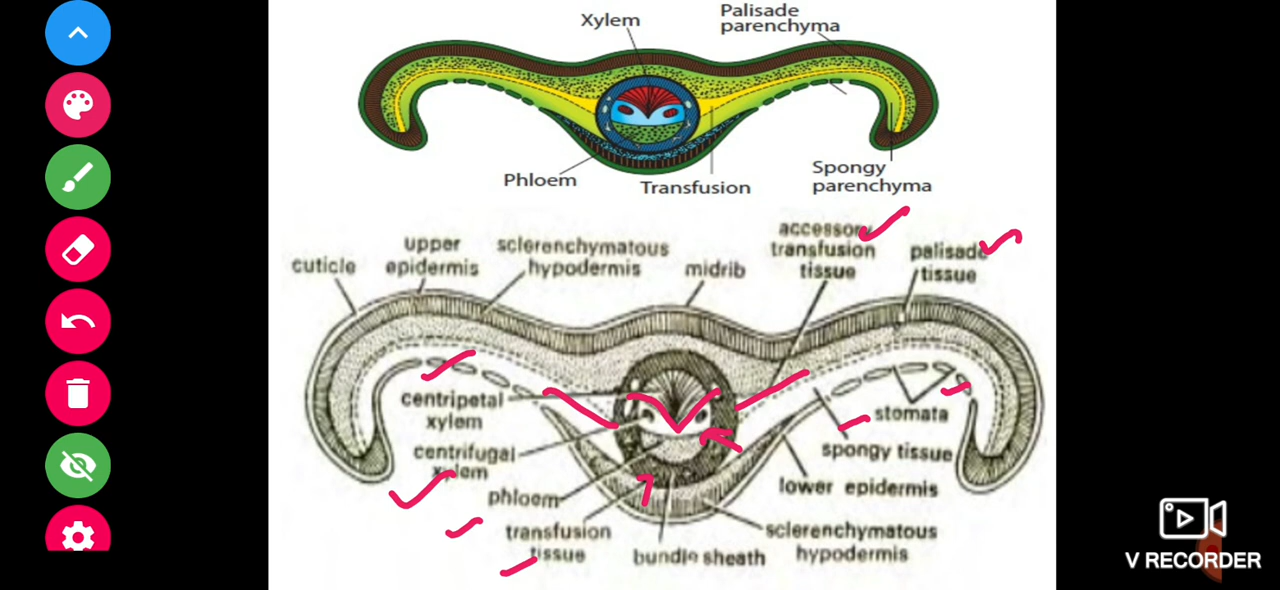 Xylem
Palisade
parenchyma
Phloem
Transfusion
Spongy
parenchyma
cuticle
upper
epidermis
sclerenchymatous
hypodermis
midrib
accessory
transfusion
tissue
palisade
tissue
centripetal
xylem
centrifugal
xylem
phloem
transfusion
tissue
bundle sheath
sclerenchymatous
hypodermis
lower epidermis
spongy tissue
stomata
V RECORDER